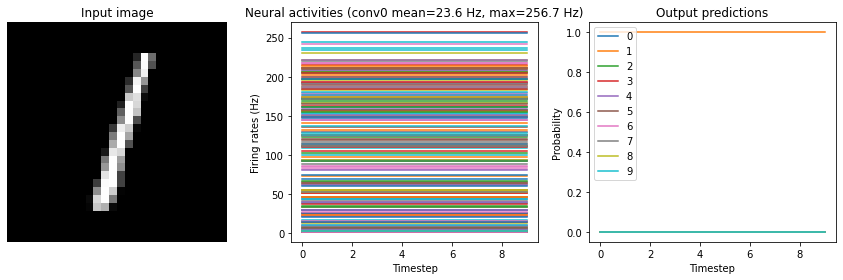 Input image
Neural activities (conv0 mean=23.6 Hz, max=256.7 Hz)
Output predictions
Firing rates (Hz)
250
200
150
100
50
0
0 2 4 6 8
Timestep
Probability
1.0
0.8
0.6
0.4
0.2
0.0
0
1
2
3
4
5
6
7
8
9
0 2 4 6 8
Timestep